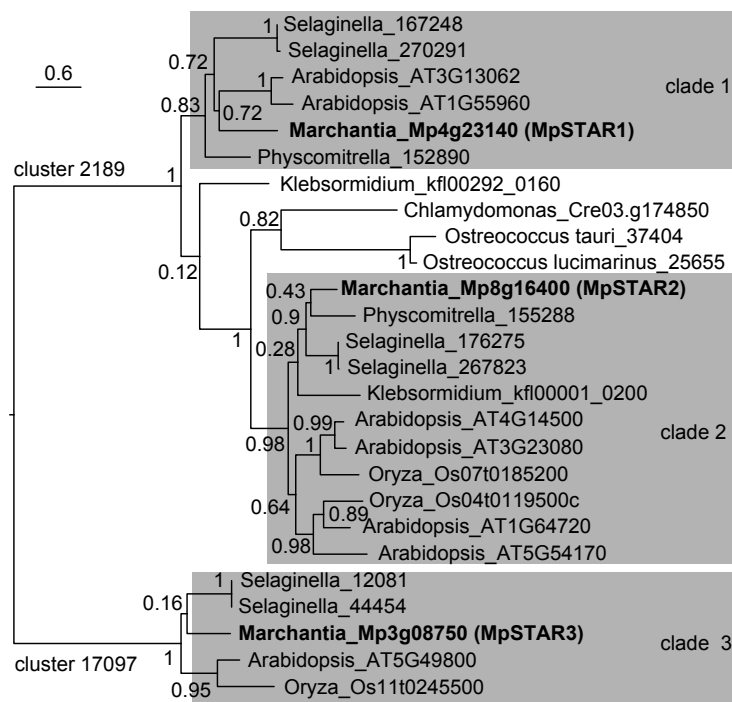 1
Selaginella_167248
0.72
Selaginella_270291
0.6
1
Arabidopsis_AT3G13062
clade 1
0.83
0.72
Arabidopsis_AT1G55960
Marchantia_Mp4g23140 (MpSTAR1)
cluster 2189
1
Physcomitrella_152890
Klebsormidium_kfl00292_0160
0.82
Chlamydomonas_Cre03.g174850
Ostreococcus tauri_37404
0.12
1
Ostreococcus lucimarinus_25655
0.43
Marchantia_Mp8g16400 (MpSTAR2)
0.9
Physcomitrella_155288
1
0.28
Selaginella_176275
1
Selaginella_267823
Klebsormidium_kfl00001_0200
0.99
Arabidopsis_AT4G14500
clade 2
0.98
1
Arabidopsis_AT3G23080
Oryza_Os07t0185200
0.64
Oryza_Os04t0119500c
0.89
Arabidopsis_AT1G64720
0.98
Arabidopsis_AT5G54170
1
Selaginella_12081
0.16
Selaginella_44454
Marchantia_Mp3g08750 (MpSTAR3)
clade 3
cluster 17097
1
Arabidopsis_AT5G49800
0.95
Oryza_Os11t0245500